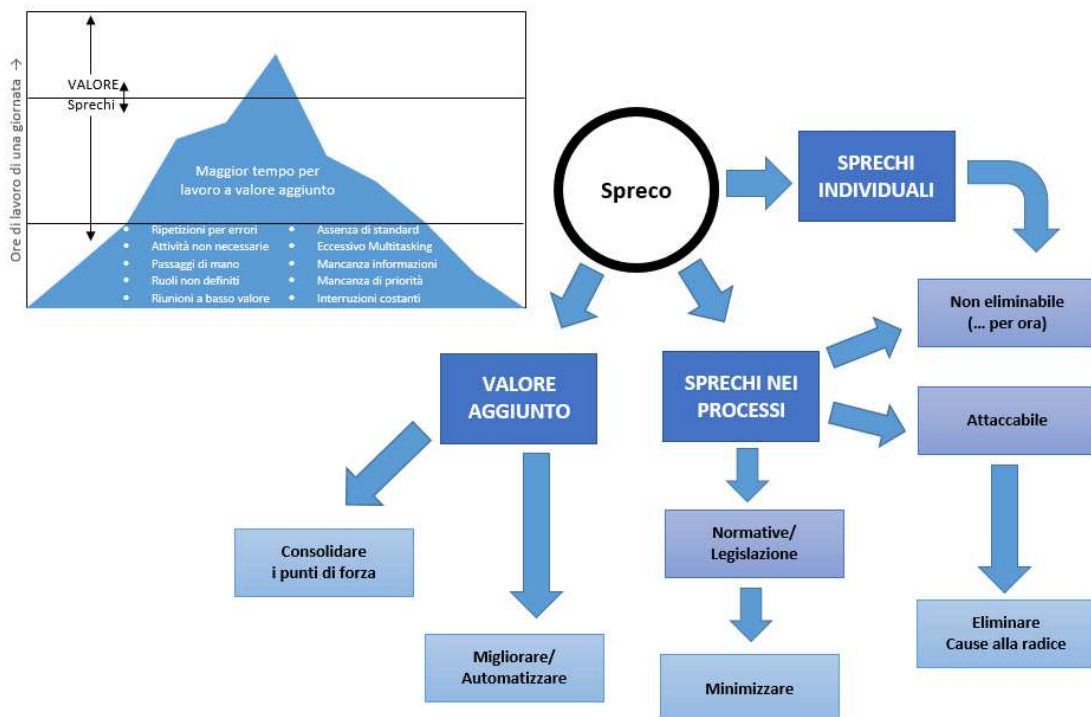 Ore di lavoro di una giornata →
VALORE
Sprechi
Maggior tempo per
lavoro a valore aggiunto
• Ripetizioni per errori
• Attività non necessarie
• Passaggi di mano
• Ruoli non definiti
• Riunioni a basso valore
• Assenza di standard
• Eccessivo Multitasking
• Mancanza informazioni
• Mancanza di priorità
• Interruzioni costanti
Spreco
SPRECHI
INDIVIDUALI
Non eliminabile
(... per ora)
VALORE
AGGIUNTO
SPRECHI NEI
PROCESSI
Attaccabile
Consolidare
i punti di forza
Normative/
Legislazione
Eliminare
Cause alla radice
Migliorare/
Automatizzare
Minimizzare